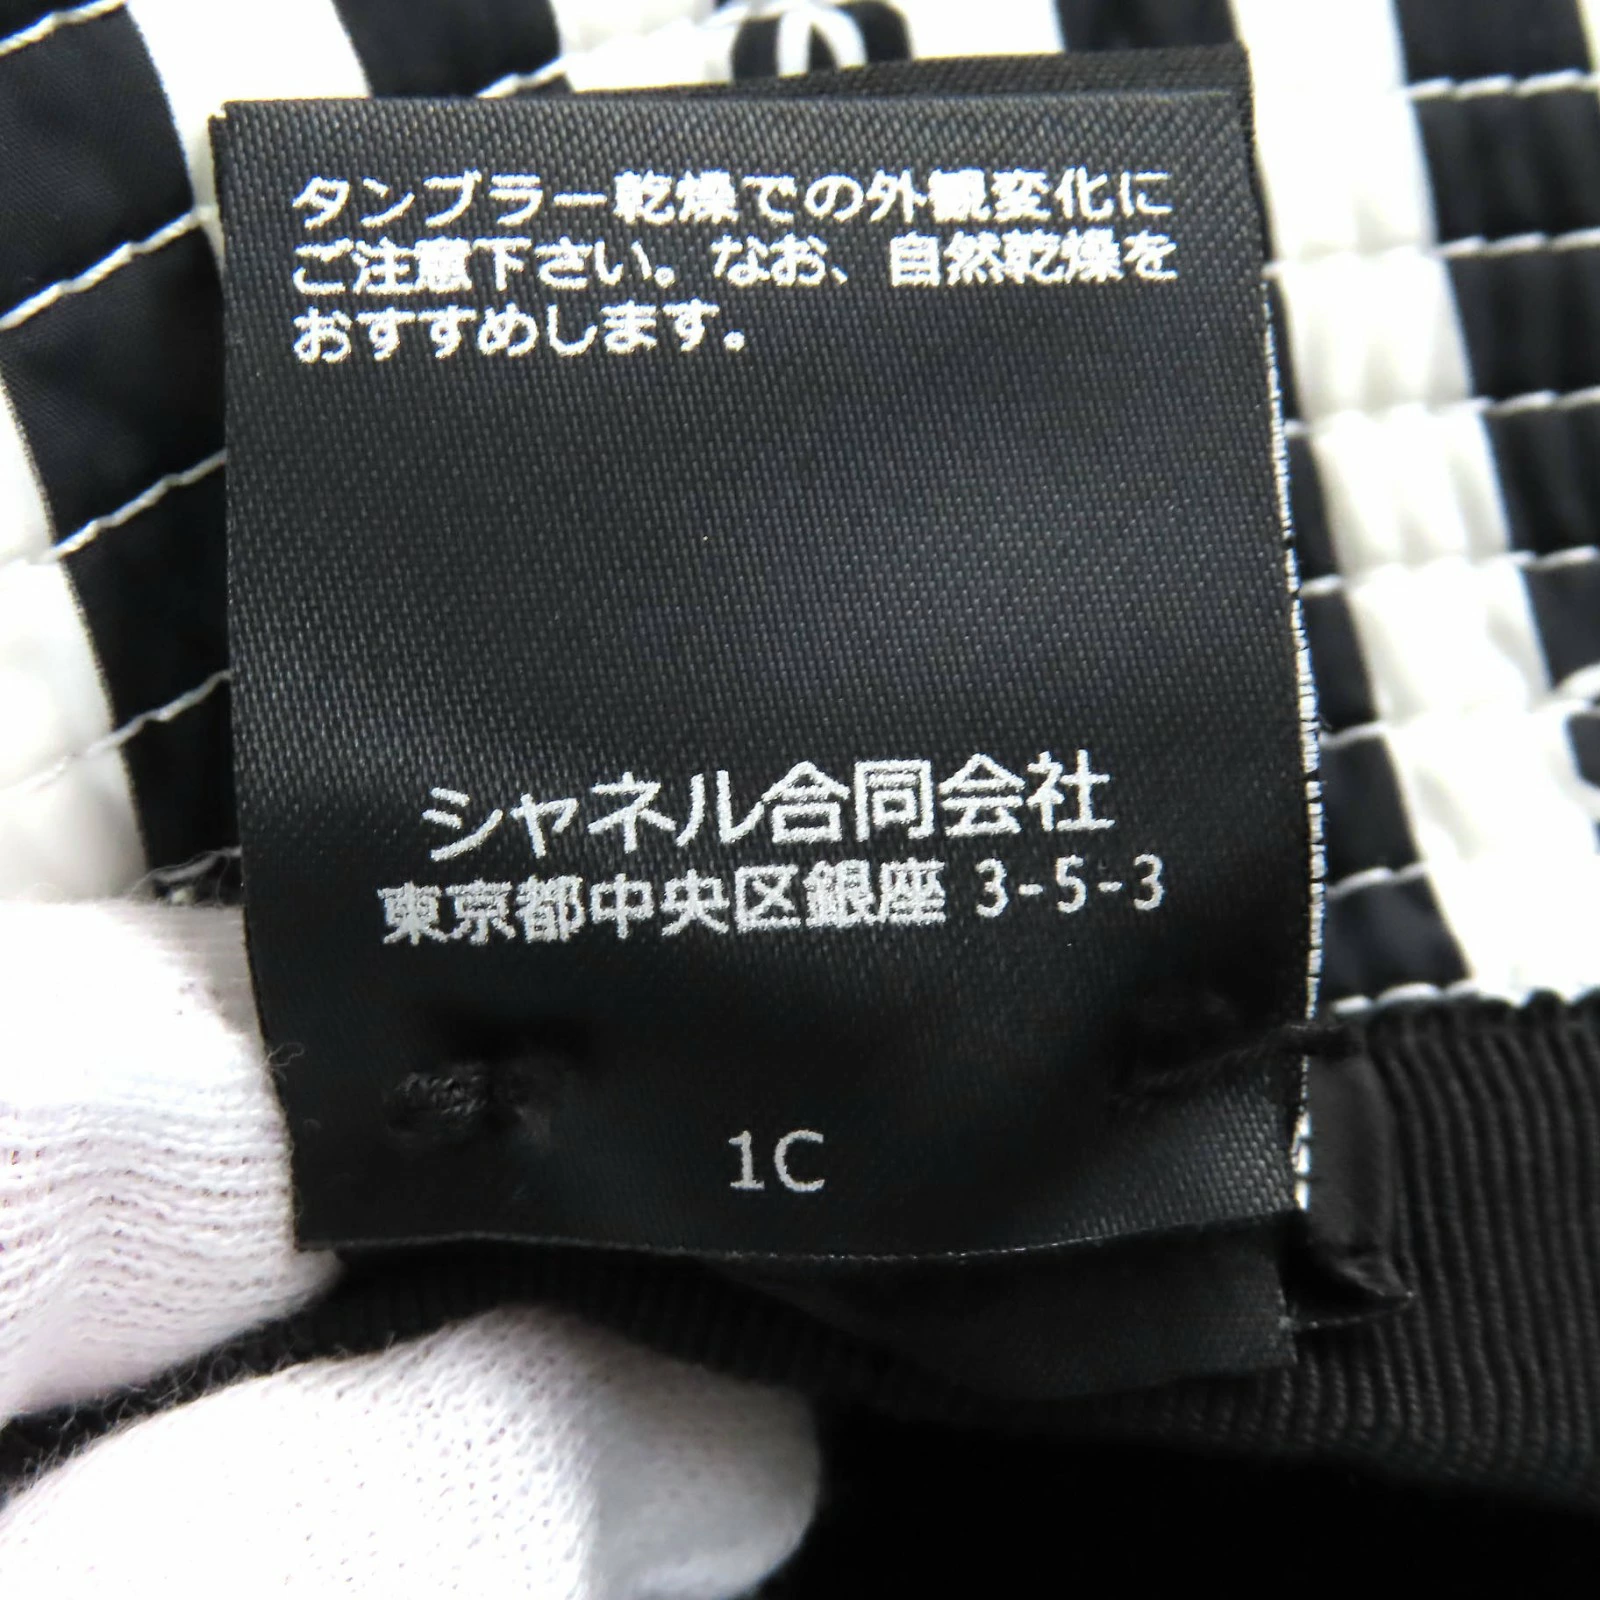 タンブラー乾燥での外観変化に
ご注意下さい。なお、自然乾燥を
おすすめします。
シャネル合同会社
東京都中央区銀座 3-5-3
1C